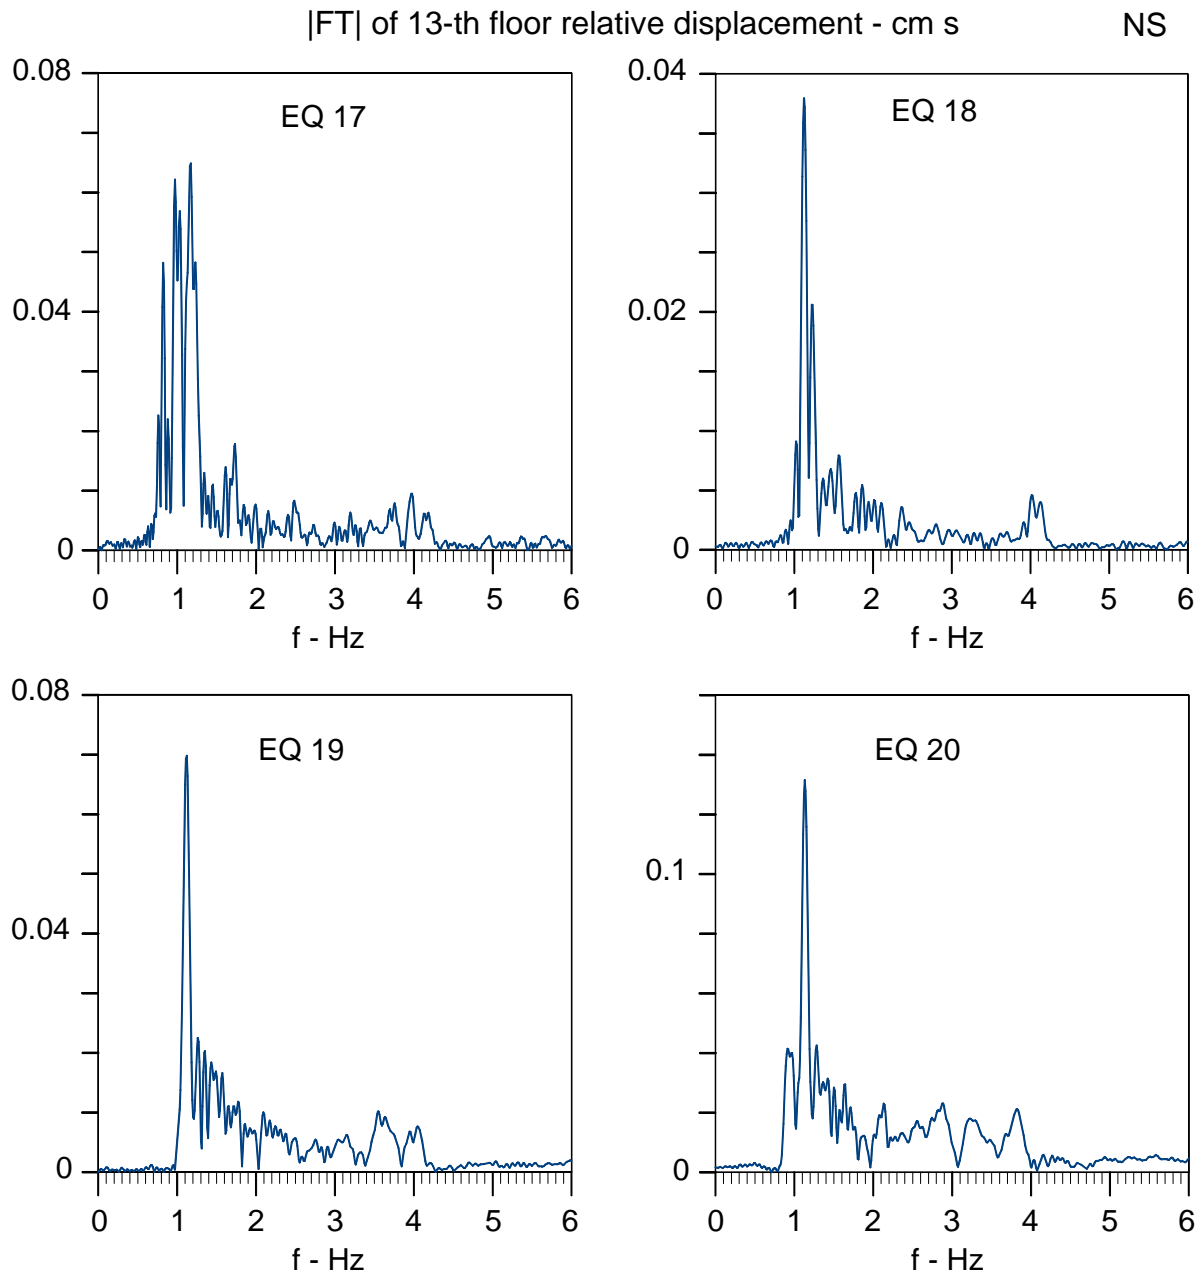 |FT| of 13-th floor relative displacement - cm s NS
0.08 0.04
EQ 17 EQ 18
0.04 0.02
0 0
0 1 2 3 4 5 6 0 1 2 3 4 5 6
f - Hz f - Hz
0.08
EQ 19 EQ 20
0.1
0.04
0 0
0 1 2 3 4 5 6 0 1 2 3 4 5 6
f - Hz f - Hz